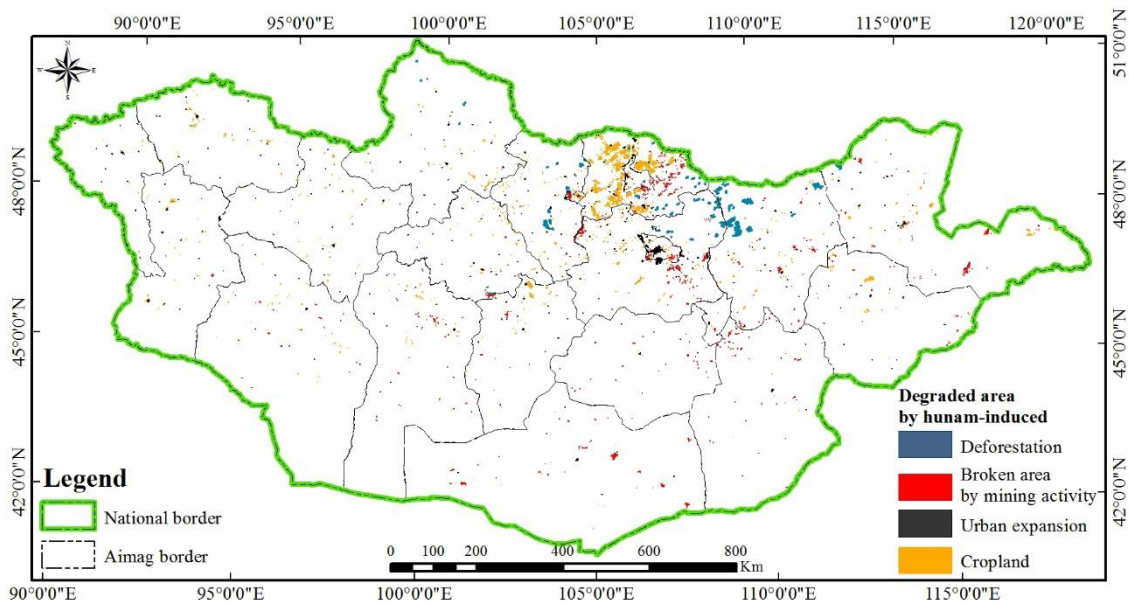 90°0'0"E 95°0'0"E 100°0'0"E 105°0'0"E 110°0'0"E 115°0'0"E 120°0'0"E
N
W E
S
51°0'0"N
48°0'0"N
48°0'0"N
45°0'0"N
45°0'0"N
42°0'0"N
42°0'0"N
Degraded area
by hunam-induced
Deforestation
Broken area
by mining activity
Urban expansion
Cropland
Legend
National border
Aimag border
0 100 200 400 600 800
Km
90°0'0"E 95°0'0"E 100°0'0"E 105°0'0"E 110°0'0"E 115°0'0"E